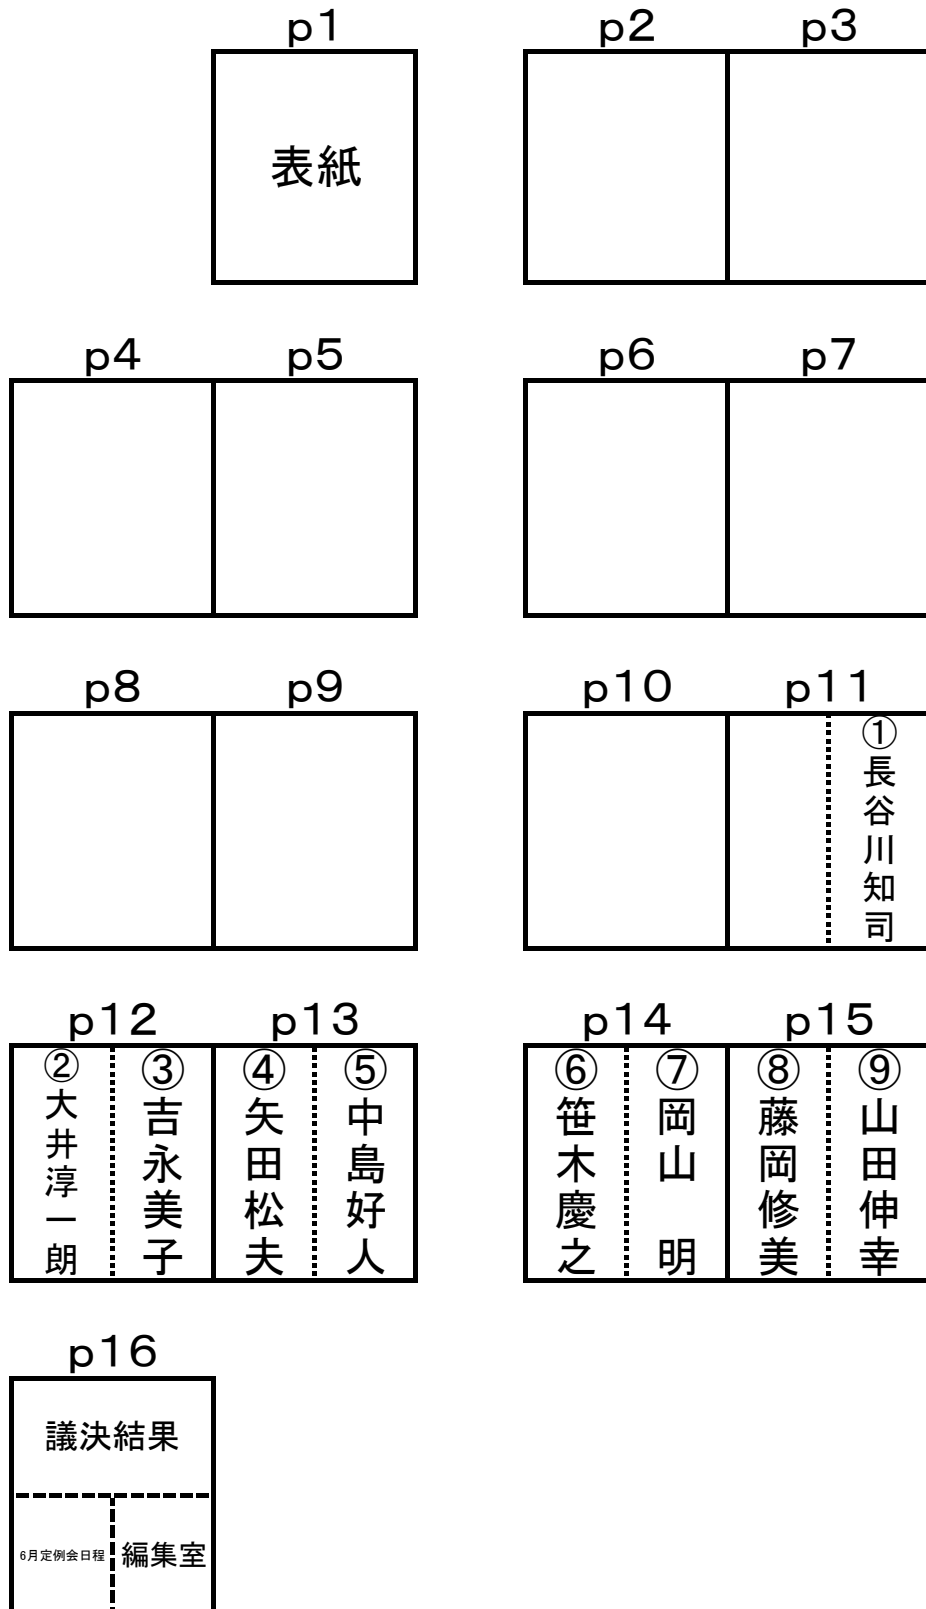 p1
p2
p3
表紙
p4
p5
p6
p7
p8
p9
p10
p11
①長谷川知司
p12
p13
p14
p15
②大井淳一朗
③吉永美子
④矢田松夫
⑤中島好人
⑥笹木慶之
⑦岡山　明
⑧藤岡修美
⑨山田伸幸
p16
議決結果
6月定例会日程
編集室